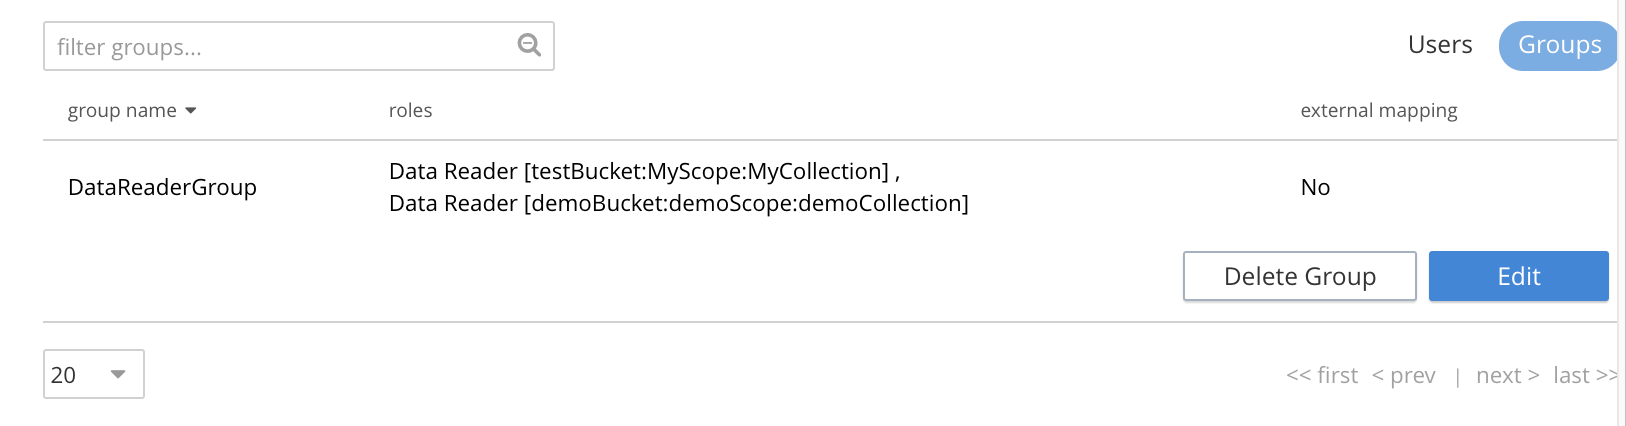 filter groups...
Users Groups
group name roles external mapping
DataReaderGroup
Data Reader [testBucket:MyScope:MyCollection] ,
Data Reader [demoBucket:demoScope:demoCollection]
No
Delete Group Edit
20
<< first < prev | next > last >>